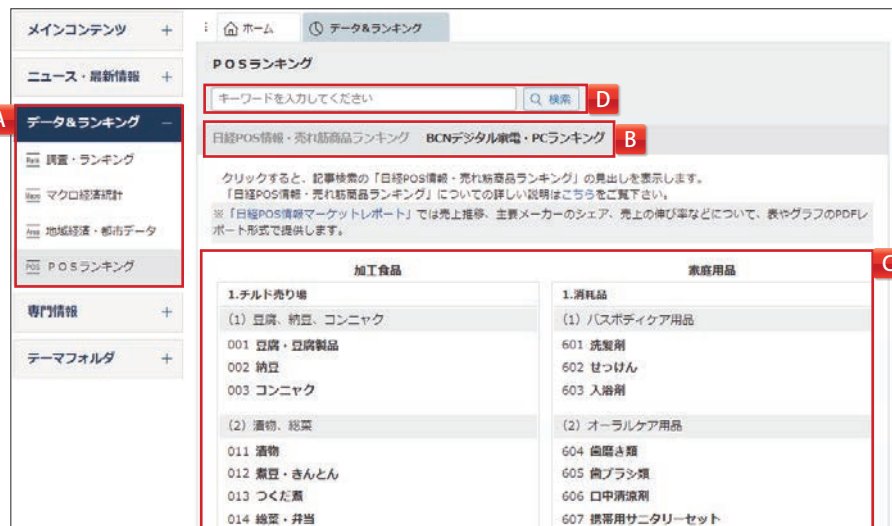 メインコンテンツ +
ニュース・最新情報 +
A
データ&ランキング −
Rank 調査・ランキング
Macro マクロ経済統計
Area 地域経済・都市データ
POS POSランキング
専門情報 +
テーマフォルダ +
ホーム
データ&ランキング
POSランキング
キーワードを入力してください
検索
D
日経POS情報・売れ筋商品ランキング BCNデジタル家電・PCランキング
B
クリックすると、記事検索の「日経POS情報・売れ筋商品ランキング」の見出しを表示します。
「日経POS情報・売れ筋商品ランキング」についての詳しい説明はこちらをご覧下さい。
※「日経POS情報マーケットレポート」では売上推移、主要メーカーのシェア、売上の伸び率などについて、表やグラフのPDFレ
ポート形式で提供します。
C
加工食品
1.チルド売り場
(1) 豆腐、納豆、コンニャク
001 豆腐・豆腐製品
002 納豆
003 コンニャク
(2) 漬物、総菜
011 漬物
012 煮豆・きんとん
013 つくだ煮
014 総菜・弁当
家庭用品
1.消耗品
(1) バスボディケア用品
601 洗髪剤
602 せっけん
603 入浴剤
(2) オーラルケア用品
604 歯磨き類
605 歯ブラシ類
606 口中清涼剤
607 携帯用サニタリーセット